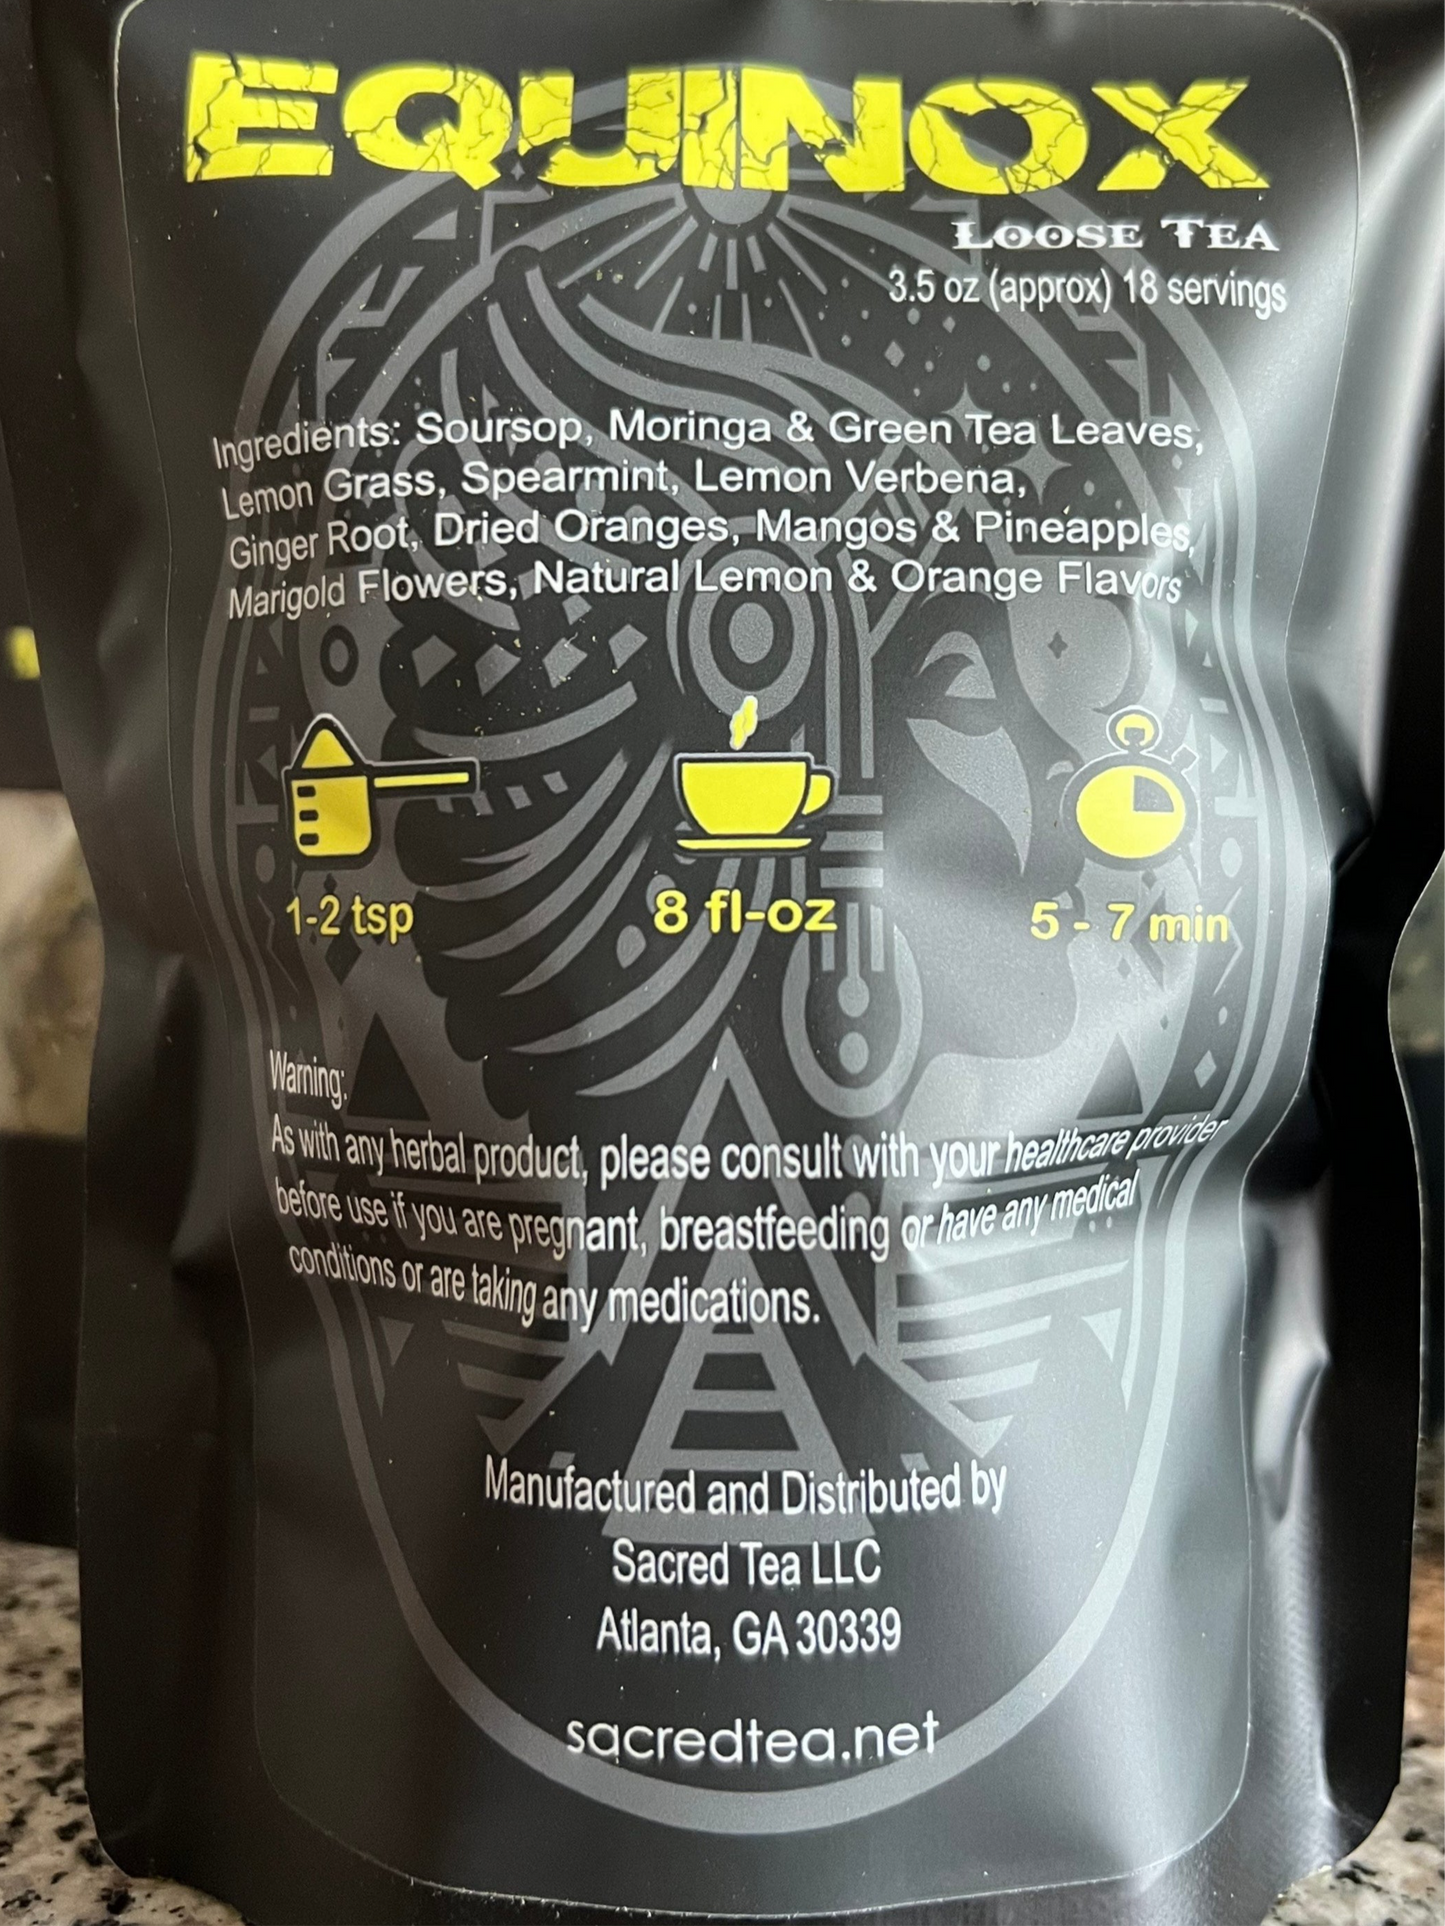 EQUINOX
LOOSE TEA
3.5 oz (approx) 18 servings
Ingredients: Soursop, Moringa & Green Tea Leaves,
Lemon Grass, Spearmint, Lemon Verbena,
Ginger Root, Dried Oranges, Mangos & Pineapples,
Marigold Flowers, Natural Lemon & Orange Flavors
1-2 tsp
8 fl-oz
5 - 7 min
Warning:
As with any herbal product, please consult with your healthcare provider
before use if you are pregnant, breastfeeding or have any medical
conditions or are taking any medications.
Manufactured and Distributed by
Sacred Tea LLC
Atlanta, GA 30339
sacredtea.net